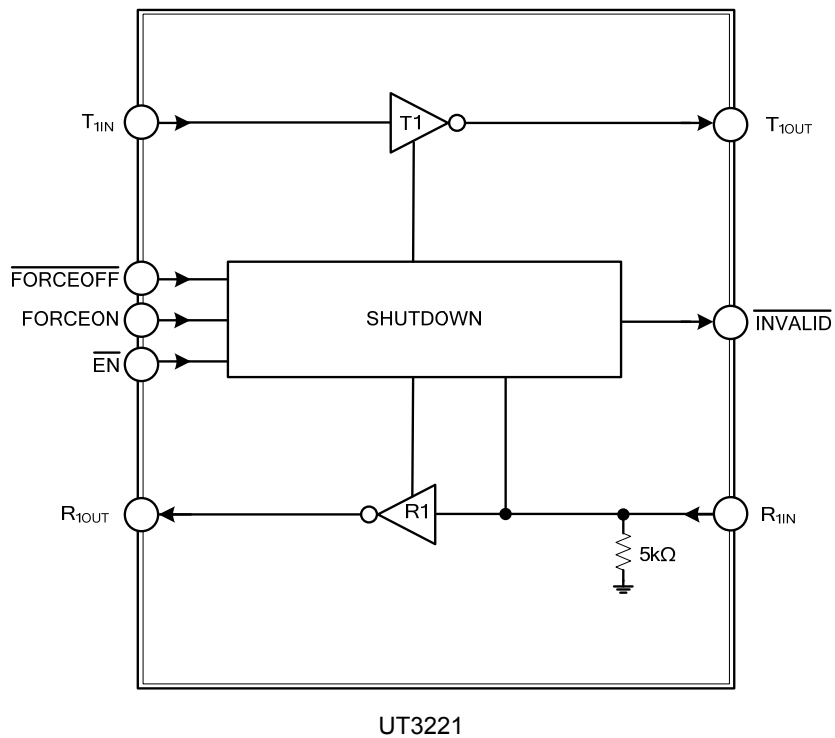 T1IN
T1
T1OUT
FORCEOFF
FORCEON
EN
SHUTDOWN
INVALID
R1OUT
R1
R1IN
5kΩ
UT3221